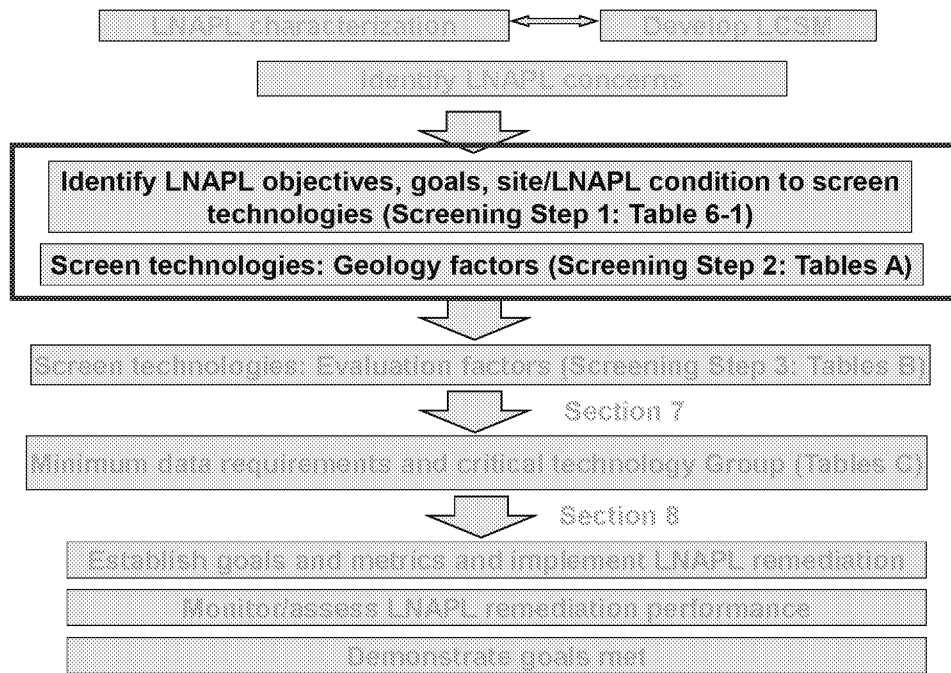 LNAPL characterization
Develop LCSM
Identify LNAPL concerns
Identify LNAPL objectives, goals, site/LNAPL condition to screen
technologies (Screening Step 1: Table 6-1)
Screen technologies: Geology factors (Screening Step 2: Tables A)
Screen technologies: Evaluation factors (Screening Step 3: Tables B)
Section 7
Minimum data requirements and critical technology Group (Tables C)
Section 8
Establish goals and metrics and implement LNAPL remediation
Monitor/assess LNAPL remediation performance
Demonstrate goals met